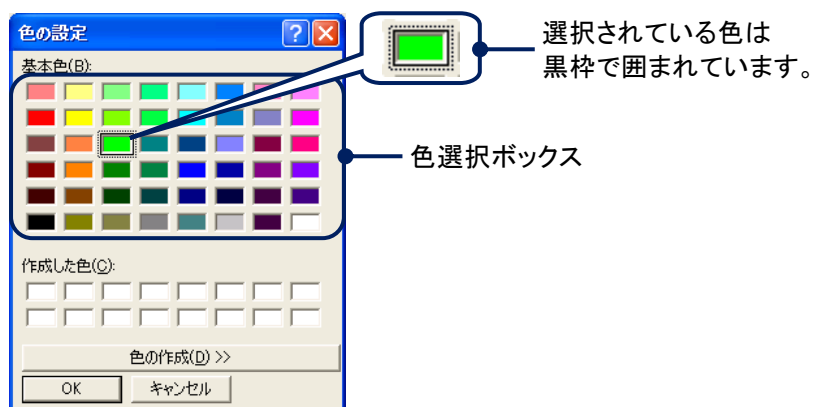 色の設定
基本色(B):
選択されている色は
黒枠で囲まれています。
色選択ボックス
作成した色(C):
色の作成(D) >>
OK
キャンセル